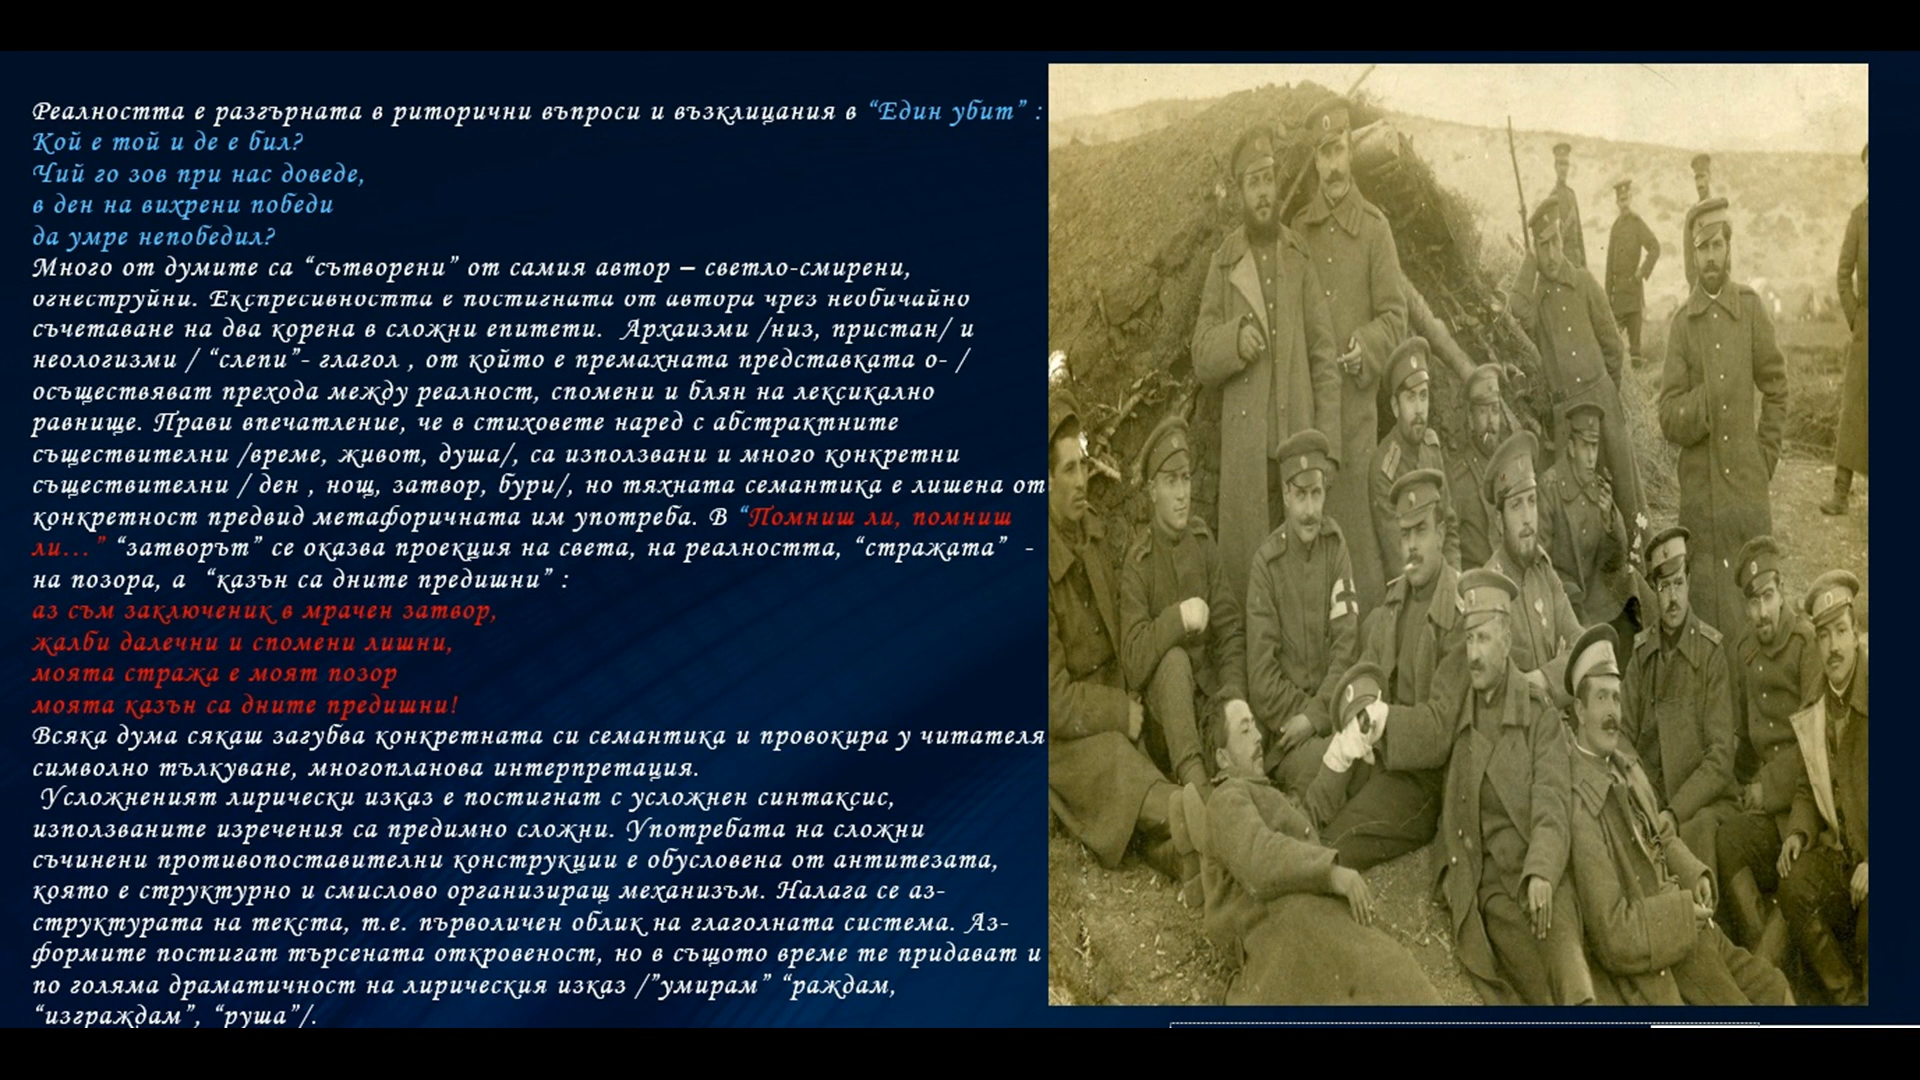 Реалността е разгърната в риторични въпроси и възклицания в “Един убит” :
Кой е той и де е бил?
Чий го зов при нас доведе,
в ден на вихрени победи
да умре непобедил?
Много от думите са “сътворени” от самия автор – светло-смирени,
огнеструйни. Експресивността е постигната от автора чрез необичайно
съчетаване на два корена в сложни епитети. Архаизми /низ, пристан/ и
неологизми / “слепи”- глагол , от който е премахната представката о- /
осъществяват прехода между реалност, спомени и блян на лексикално
равнище. Прави впечатление, че в стиховете наред с абстрактните
съществителни /време, живот, душа/, са използвани и много конкретни
съществителни / ден , нощ, затвор, бури/, но тяхната семантика е лишена от
конкретност предвид метафоричната им употреба. В “Помниш ли, помниш
ли...” “затворът” се оказва проекция на света, на реалността, “стражата” -
на позора, а “казън са дните предишни” :
аз съм заключеник в мрачен затвор,
жалби далечни и спомени лишни,
моята стража е моят позор
моята казън са дните предишни!
Всяка дума сякаш загубва конкретната си семантика и провокира у читателя
символно тълкуване, многопланова интерпретация.
Усложненият лирически изказ е постигнат с усложнен синтаксис,
използваните изречения са предимно сложни. Употребата на сложни
съчинени противопоставителни конструкции е обусловена от антитезата,
която е структурно и смислово организиращ механизъм. Налага се аз-
структурата на текста, т.е. първоличен облик на глаголната система. Аз-
формите постигат търсената откровеност, но в същото време те придават и
по голяма драматичност на лирическия изказ /”умирам” “раждам,
“изграждам”, “руша”/.